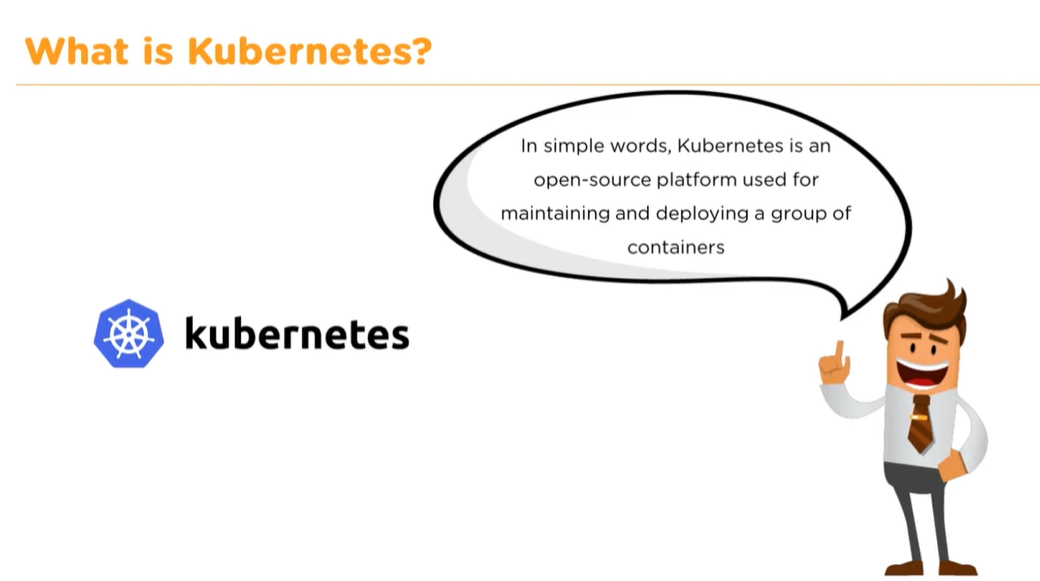 What is Kubernetes?
In simple words, Kubernetes is an
open-source platform used for
maintaining and deploying a group of
containers
kubernetes